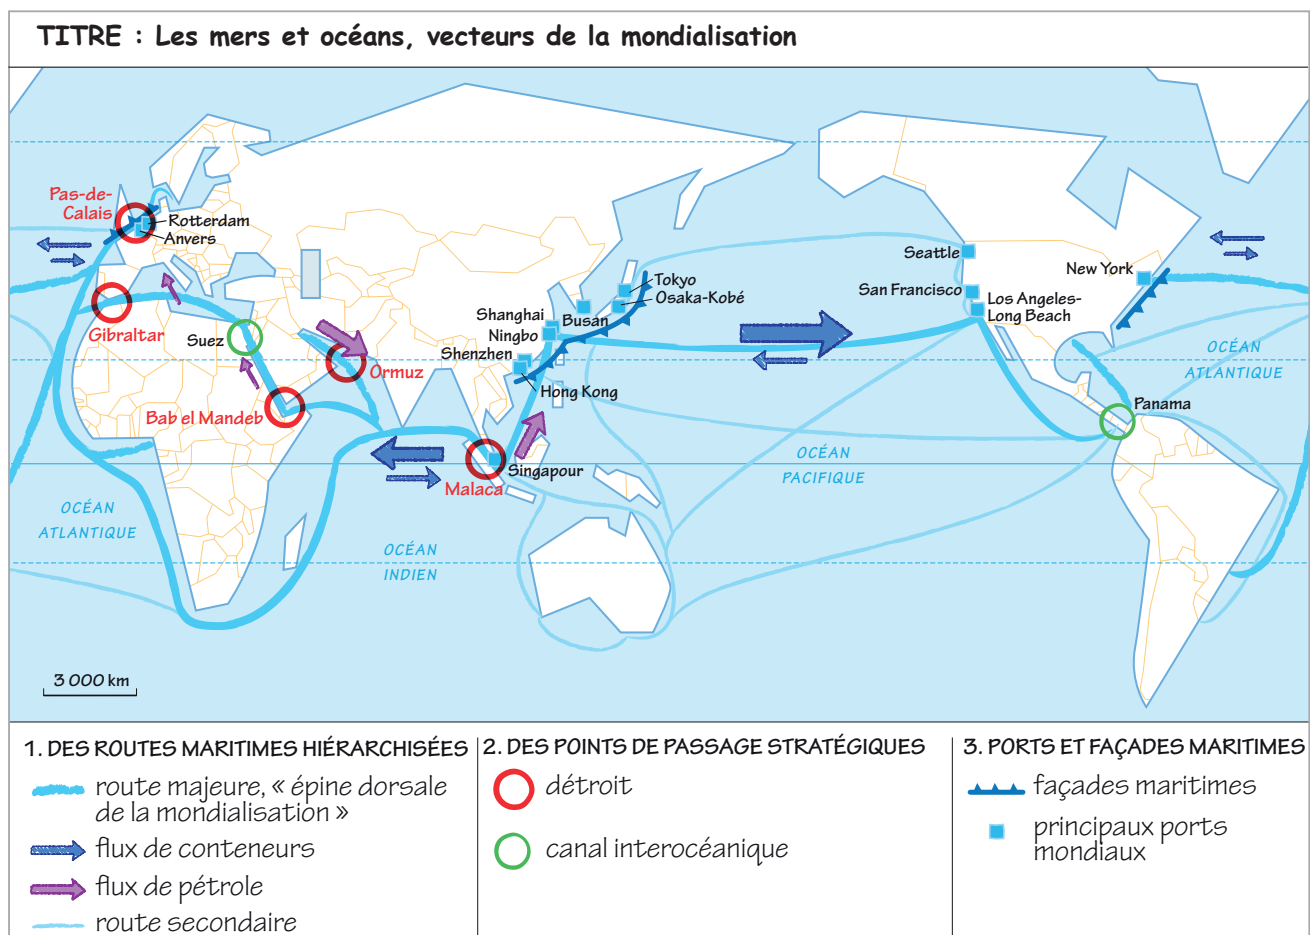 TITRE : Les mers et océans, vecteurs de la mondialisation
Pas-de-
Calais
Rotterdam
Anvers
Gibraltar
Suez
Ormuz
Bab el Mandeb
Malaca
Singapour
Shanghai
Ningbo
Shenzhen
Hong Kong
Busan
Tokyo
Osaka-Kobé
Seattle
San Francisco
Los Angeles-
Long Beach
New York
Panama
OCÉAN
ATLANTIQUE
OCÉAN
PACIFIQUE
OCÉAN
ATLANTIQUE
OCÉAN
INDIEN
3 000 km
1. DES ROUTES MARITIMES HIÉRARCHISÉES
route majeure, « épine dorsale
de la mondialisation »
flux de conteneurs
flux de pétrole
route secondaire
2. DES POINTS DE PASSAGE STRATÉGIQUES
détroit
canal interocéanique
3. PORTS ET FAÇADES MARITIMES
façades maritimes
principaux ports
mondiaux